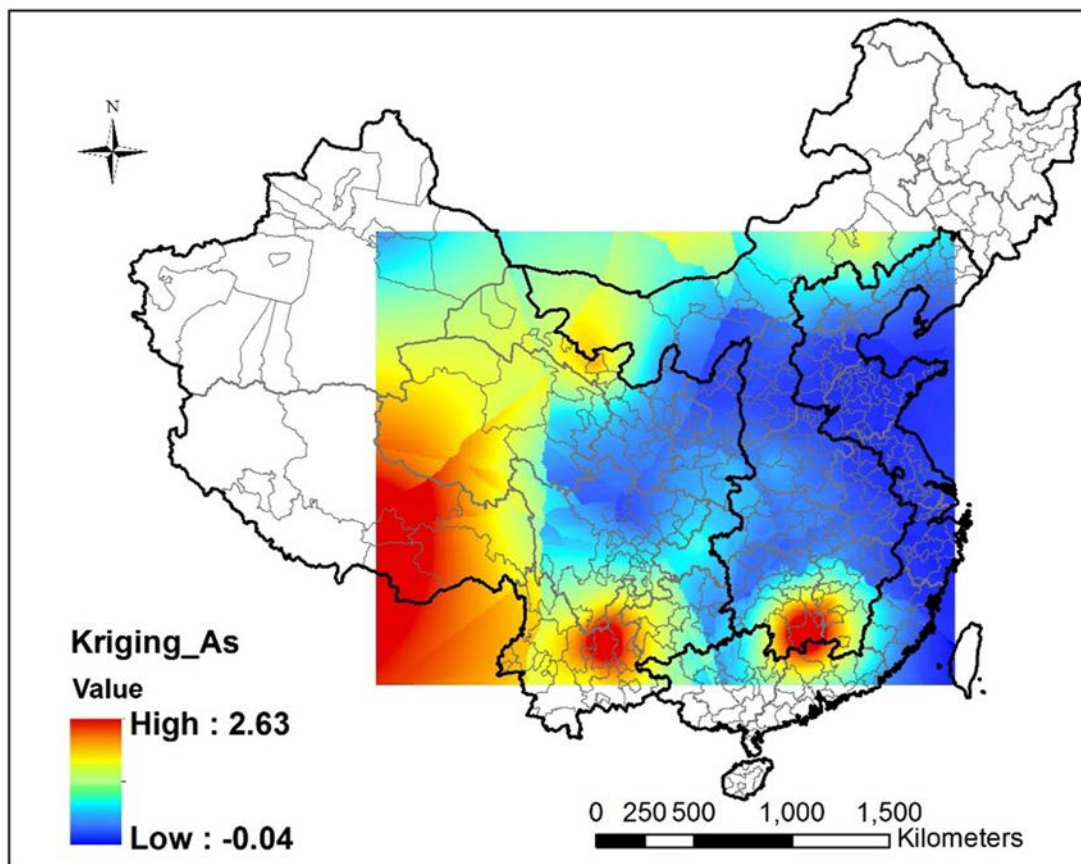 N
Kriging_As
Value
High : 2.63
Low : -0.04
0 250 500 1,000 1,500
Kilometers